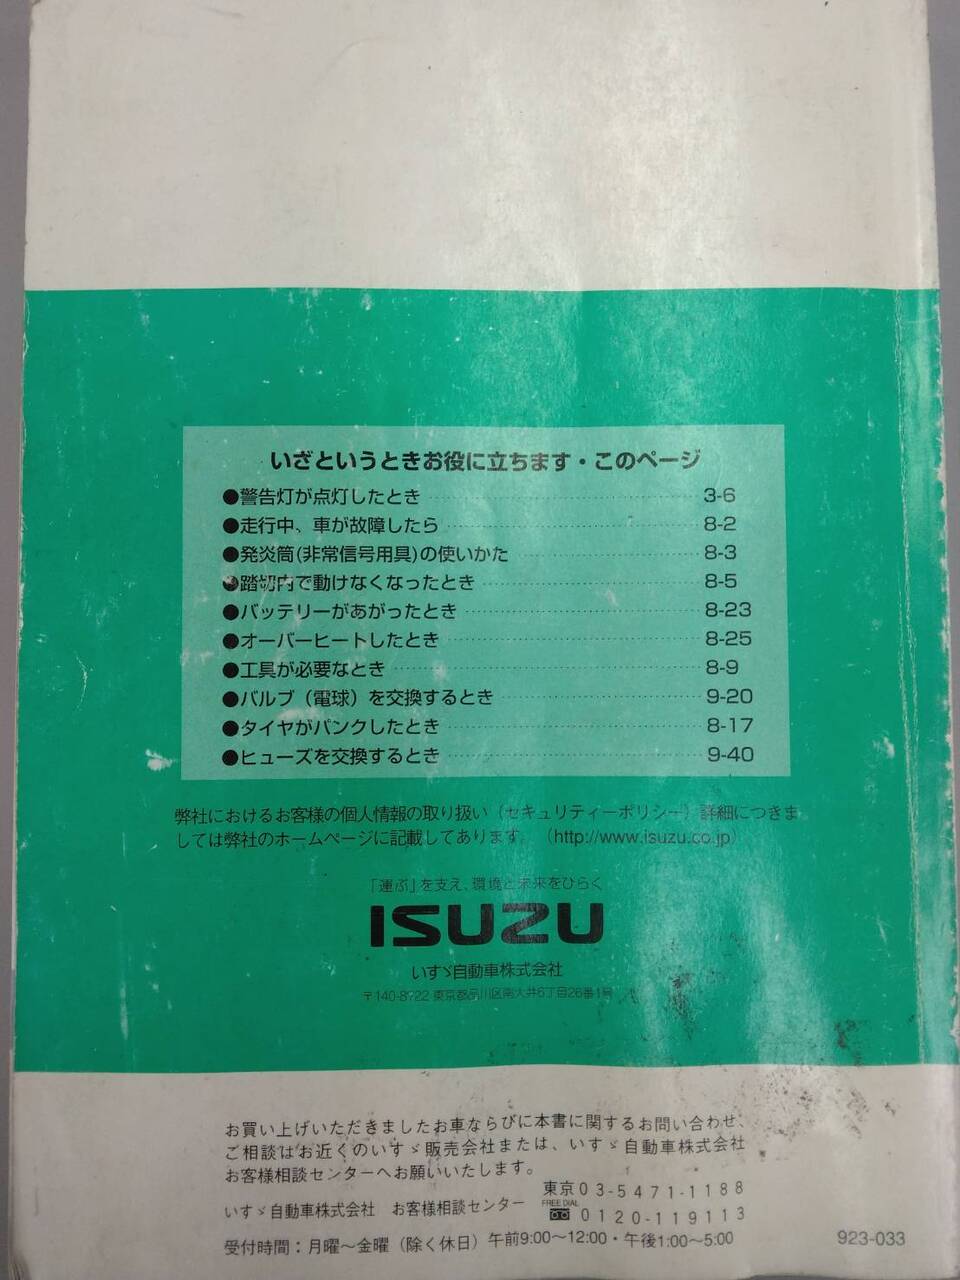 いざというときお役に立ちます・このページ
●警告灯が点灯したとき 3-6
●走行中、車が故障したら 8-2
●発炎筒(非常信号用具)の使いかた 8-3
●踏切内で動けなくなったとき 8-5
●バッテリーがあがったとき 8-23
●オーバーヒートしたとき 8-25
●工具が必要なとき 8-9
●バルブ（電球）を交換するとき 9-20
●タイヤがパンクしたとき 8-17
●ヒューズを交換するとき 9-40
弊社におけるお客様の個人情報の取り扱い（セキュリティーポリシー）詳細につきま
しては弊社のホームページに記載してあります。（http://www.isuzu.co.jp）
「運ぶ」を支え、環境と未来をひらく
ISUZU
いすゞ自動車株式会社
〒140-8722 東京都品川区南大井6丁目26番1号
お買い上げいただきましたお車ならびに本書に関するお問い合わせ、
ご相談はお近くのいすゞ販売会社または、いすゞ自動車株式会社
お客様相談センターへお願いいたします。
東京03-5471-1188
いすゞ自動車株式会社 お客様相談センター
FREE DIAL
0120-119113
受付時間：月曜～金曜（除く休日）午前9:00～12:00・午後1:00～5:00
923-033